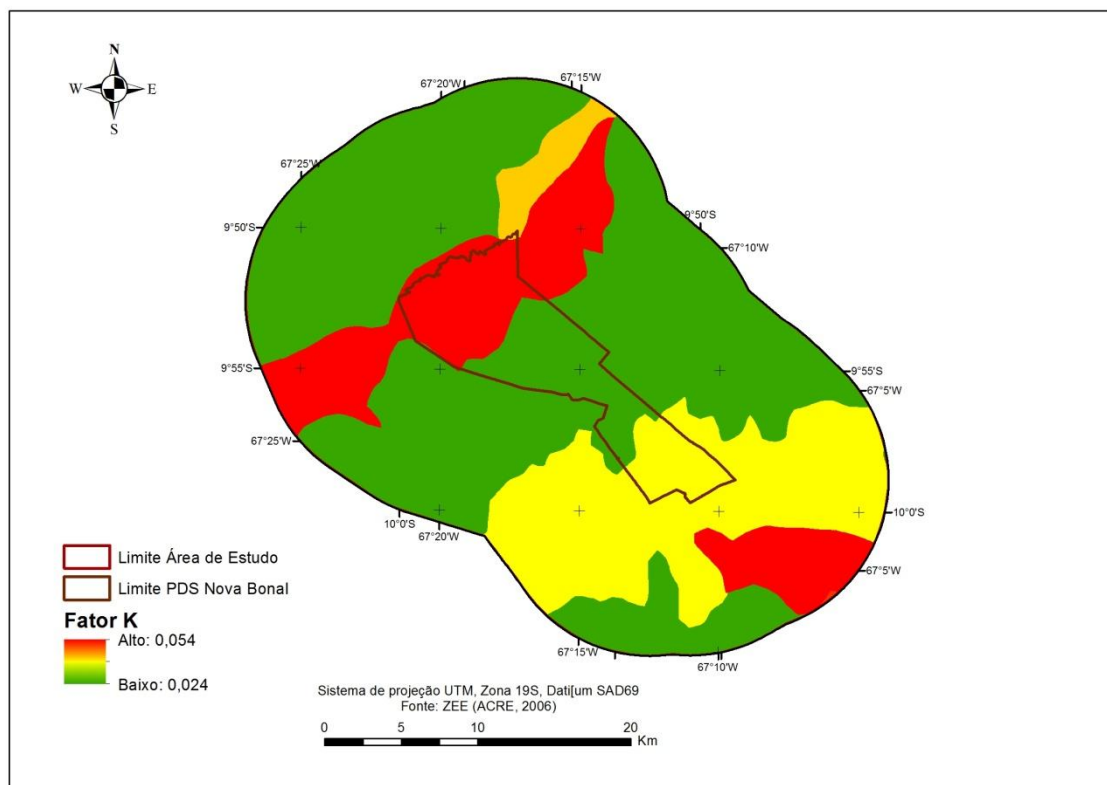 N
W E
S
67°20'W
67°15'W
67°25'W
9°50'S
9°50'S
67°10'W
9°55'S
9°55'S
67°5'W
67°25'W
10°0'S
67°20'W
10°0'S
67°5'W
67°15'W
67°10'W
Limite Área de Estudo
Limite PDS Nova Bonal
Fator K
Alto: 0,054
Baixo: 0,024
Sistema de projeção UTM, Zona 19S, Dati[um SAD69
Fonte: ZEE (ACRE, 2006)
0 5 10 20
Km